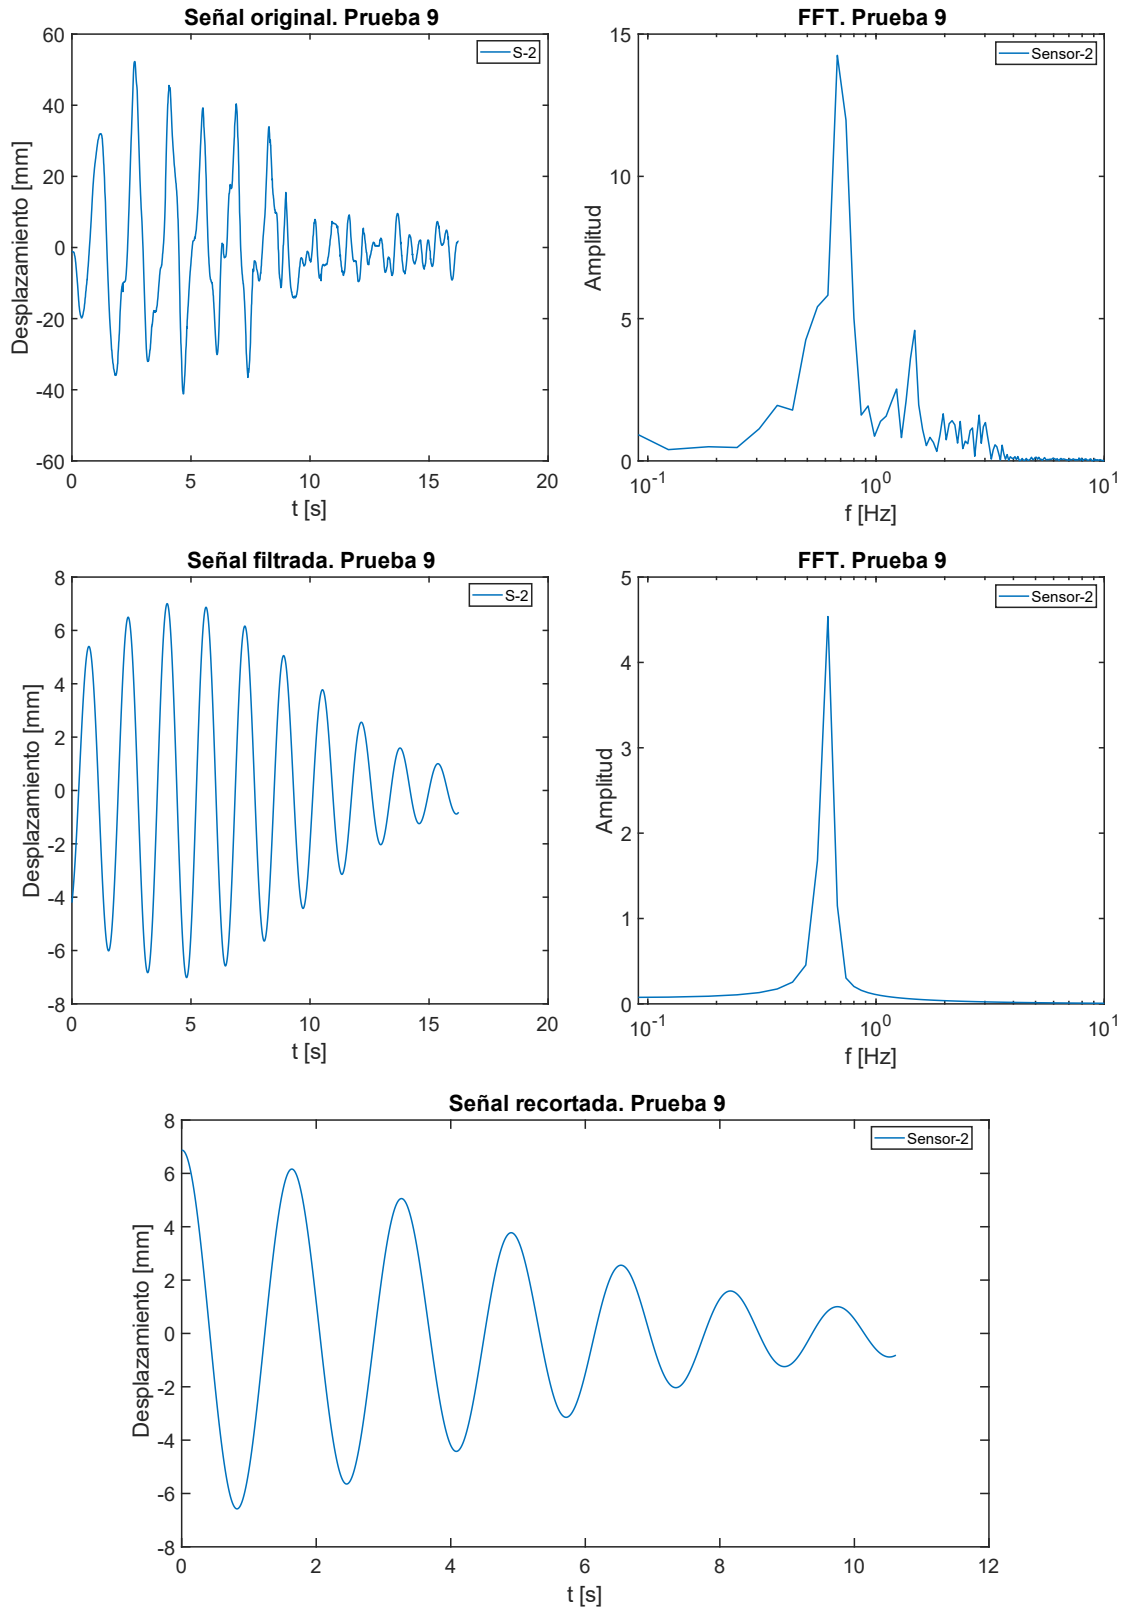 Señal original. Prueba 9
S-2
Desplazamiento [mm]
60
40
20
0
-20
-40
-60
0 5 10 15 20
t [s]
FFT. Prueba 9
Sensor-2
Amplitud
15
10
5
0
10^-1 10^0 10^1
f [Hz]
Señal filtrada. Prueba 9
S-2
Desplazamiento [mm]
8
6
4
2
0
-2
-4
-6
-8
0 5 10 15 20
t [s]
FFT. Prueba 9
Sensor-2
Amplitud
5
4
3
2
1
0
10^-1 10^0 10^1
f [Hz]
Señal recortada. Prueba 9
Sensor-2
Desplazamiento [mm]
8
6
4
2
0
-2
-4
-6
-8
0 2 4 6 8 10 12
t [s]